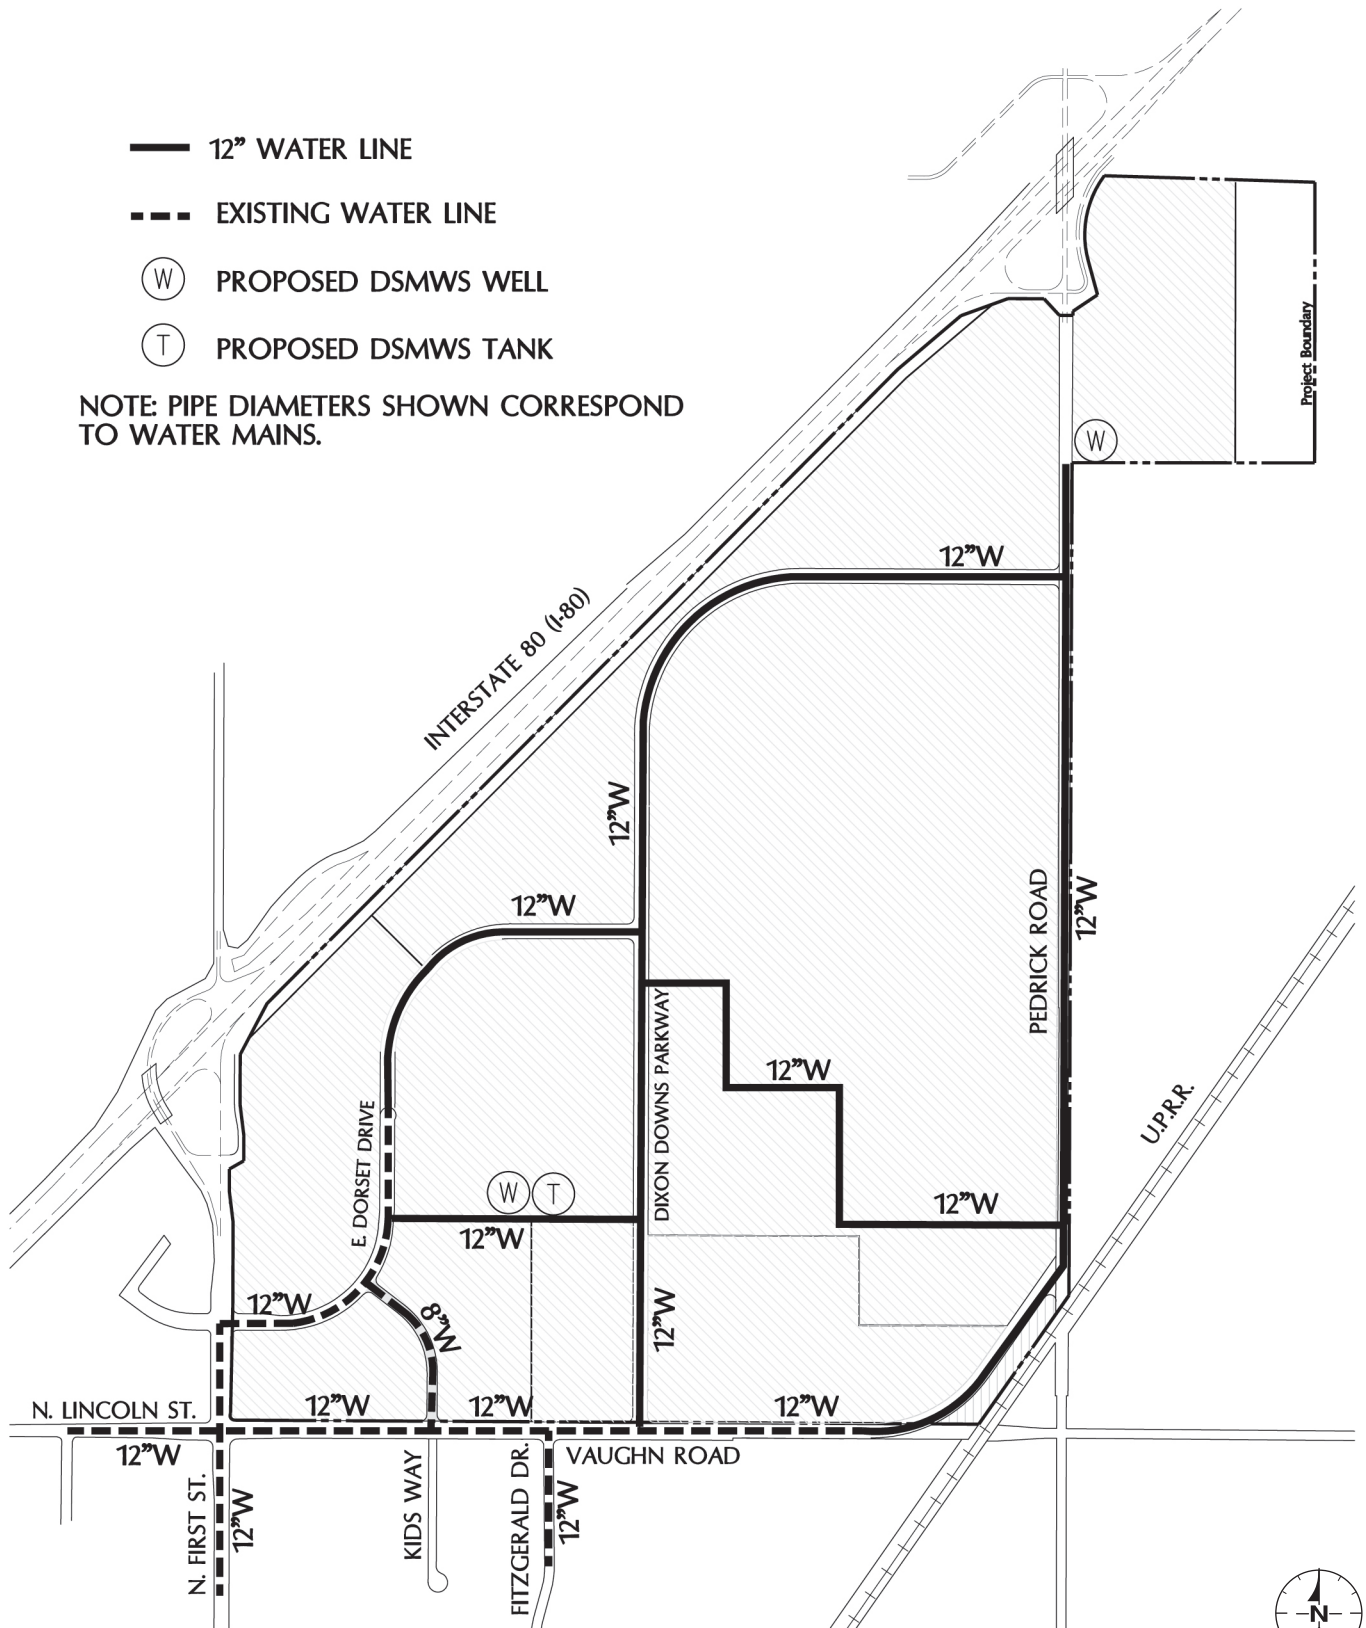 12” WATER LINE
EXISTING WATER LINE
W PROPOSED DSMWS WELL
T PROPOSED DSMWS TANK
NOTE: PIPE DIAMETERS SHOWN CORRESPOND
TO WATER MAINS.
Project Boundary
W
12”W
INTERSTATE 80 (I-80)
12”W
12”W
PEDRICK ROAD
12”W
DIXON DOWNS PARKWAY
12”W
U.P.R.R.
E. DORSET DRIVE
W
T
12”W
12”W
12”W
8”W
12”W
12”W
12”W
12”W
N. LINCOLN ST.
12”W
VAUGHN ROAD
N. FIRST ST.
12”W
KIDS WAY
FITZGERALD DR.
12”W
N